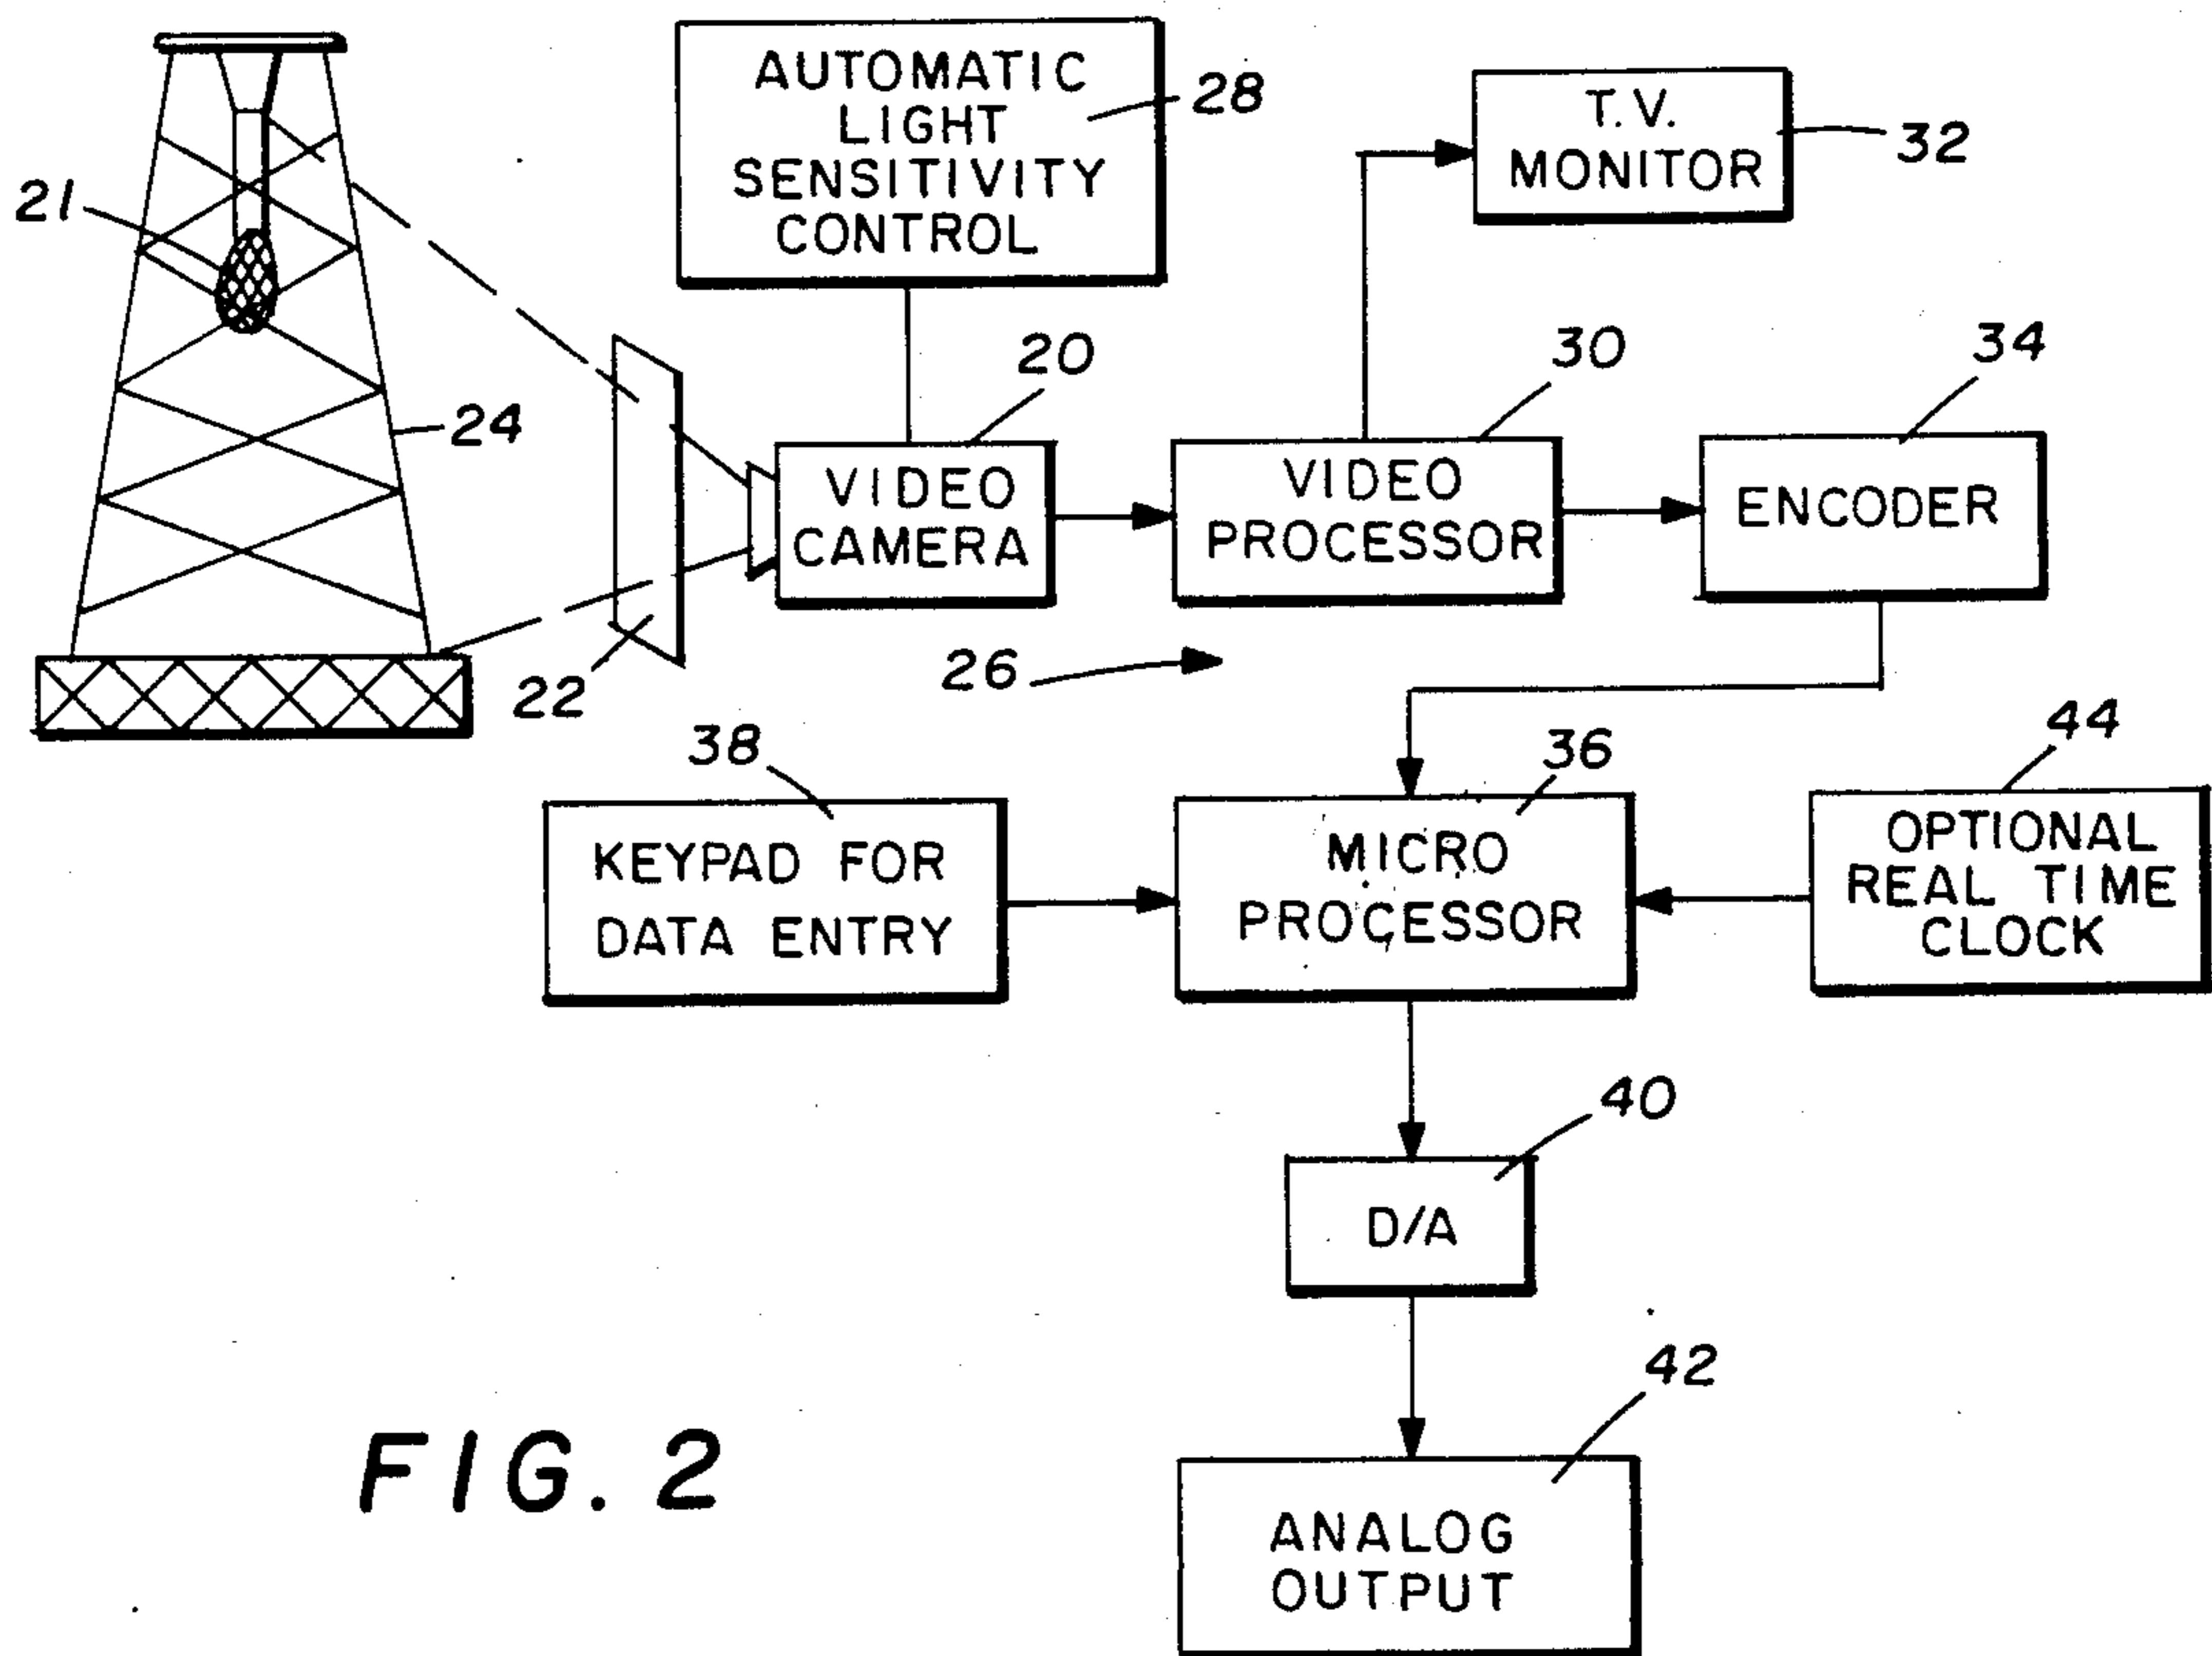 AUTOMATIC
LIGHT
SENSITIVITY
CONTROL
28
T.V.
MONITOR
32
21
24
20
VIDEO
CAMERA
30
VIDEO
PROCESSOR
34
ENCODER
22
26
38
KEYPAD FOR
DATA ENTRY
36
MICRO
PROCESSOR
44
OPTIONAL
REAL TIME
CLOCK
40
D/A
42
ANALOG
OUTPUT
FIG. 2